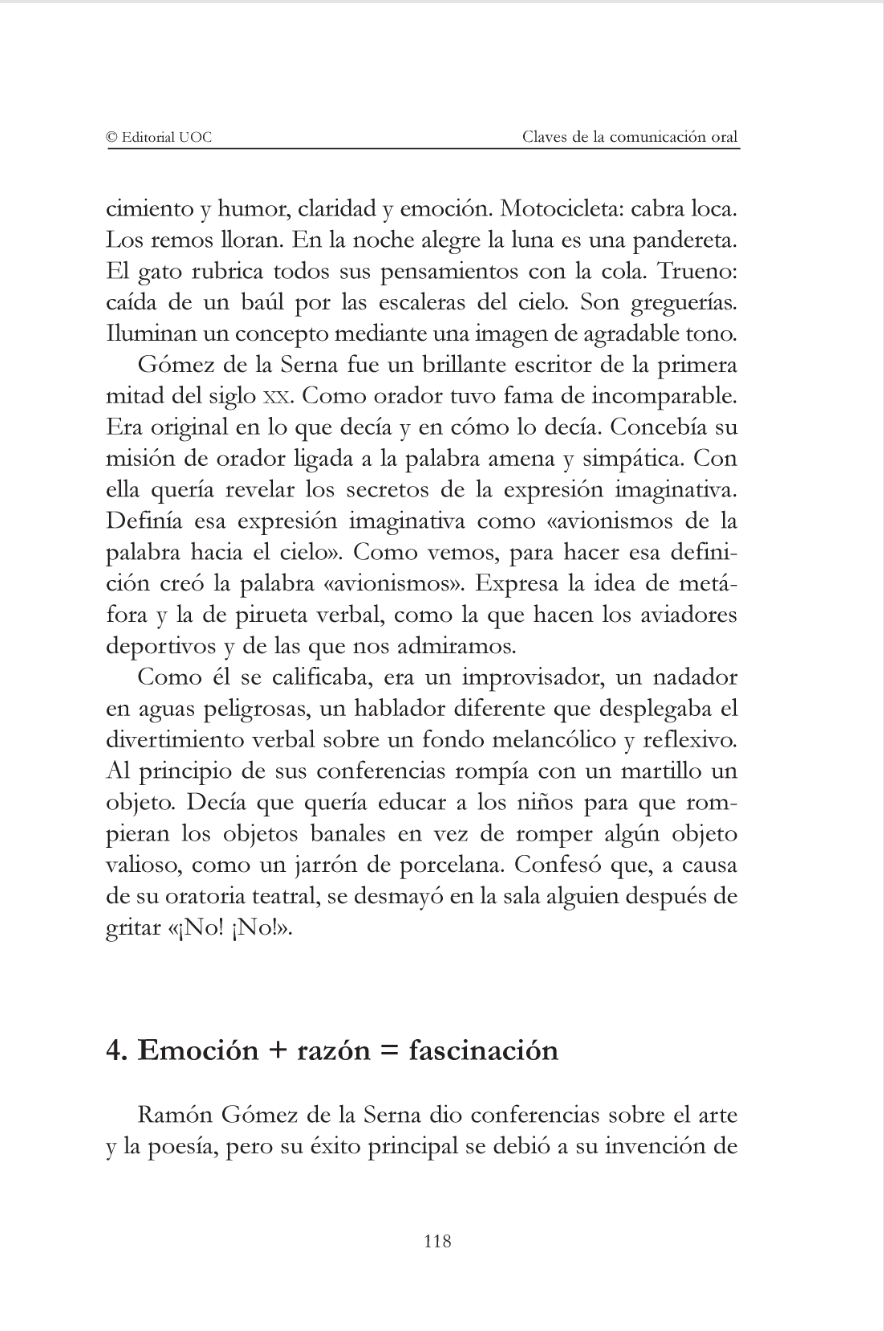 © Editorial UOC
Claves de la comunicación oral
cimiento y humor, claridad y emoción. Motocicleta: cabra loca.
Los remos lloran. En la noche alegre la luna es una pandereta.
El gato rubrica todos sus pensamientos con la cola. Trueno:
caída de un baúl por las escaleras del cielo. Son greguerías.
Iluminan un concepto mediante una imagen de agradable tono.
Gómez de la Serna fue un brillante escritor de la primera
mitad del siglo XX. Como orador tuvo fama de incomparable.
Era original en lo que decía y en cómo lo decía. Concebía su
misión de orador ligada a la palabra amena y simpática. Con
ella quería revelar los secretos de la expresión imaginativa.
Definía esa expresión imaginativa como «avionismos de la
palabra hacia el cielo». Como vemos, para hacer esa defini-
ción creó la palabra «avionismos». Expresa la idea de metá-
fora y la de pirueta verbal, como la que hacen los aviadores
deportivos y de las que nos admiramos.
Como él se calificaba, era un improvisador, un nadador
en aguas peligrosas, un hablador diferente que desplegaba el
divertimiento verbal sobre un fondo melancólico y reflexivo.
Al principio de sus conferencias rompía con un martillo un
objeto. Decía que quería educar a los niños para que rom-
pieran los objetos banales en vez de romper algún objeto
valioso, como un jarrón de porcelana. Confesó que, a causa
de su oratoria teatral, se desmayó en la sala alguien después de
gritar «¡No! ¡No!».
4. Emoción + razón = fascinación
Ramón Gómez de la Serna dio conferencias sobre el arte
y la poesía, pero su éxito principal se debió a su invención de
118